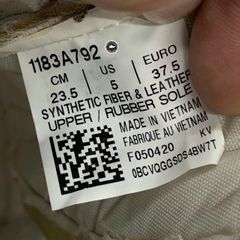 1183A792
CM US EURO
23.5 5 37.5
SYNTHETIC FIBER & LEATHER
UPPER / RUBBER SOLE
MADE IN VIETNAM
FABRIQUE AU VIETNAM
F050420 KV
0BCVQGGSDS4BW7T